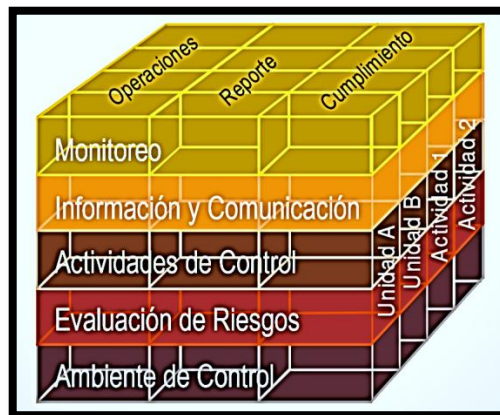 Operaciones
Reporte
Cumplimiento
Monitoreo
Información y Comunicación
Actividades de Control
Evaluación de Riesgos
Ambiente de Control
Unidad A
Unidad B
Actividad 1
Actividad 2